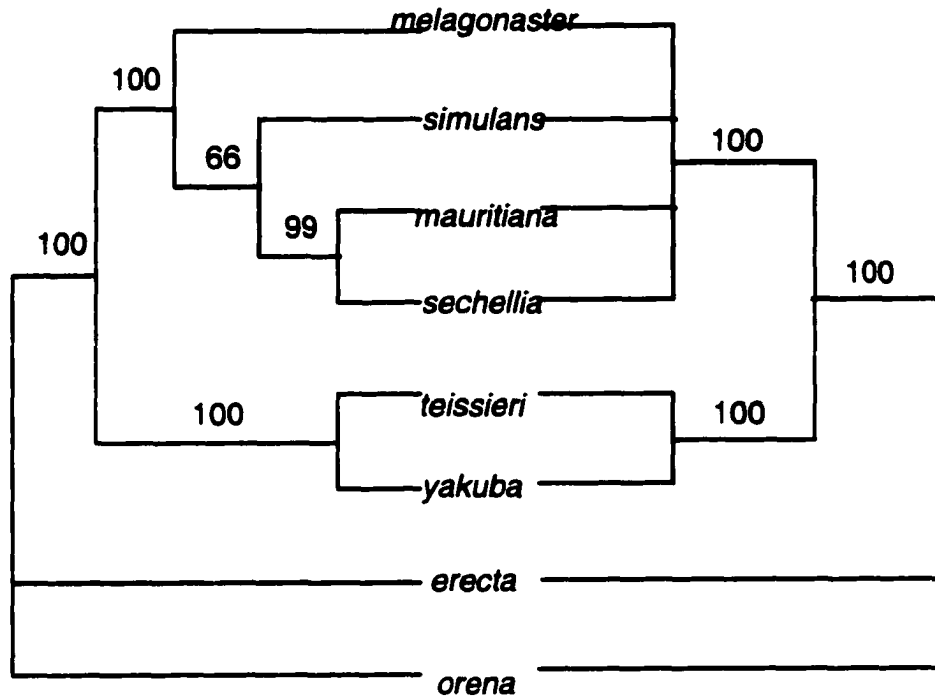 melagonaster
100
simulans
100
66
mauritiana
99
100
100
sechellia
teissieri
100
100
yakuba
erecta
orena